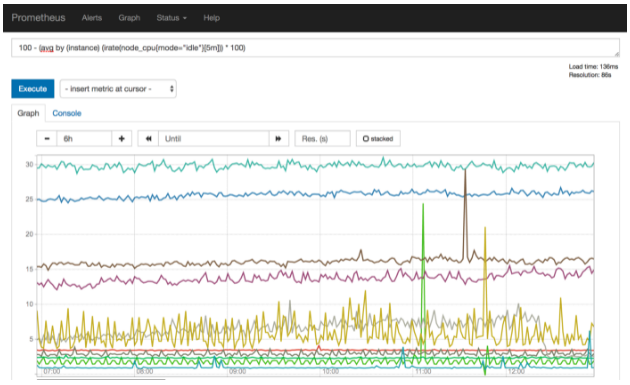 Prometheus Alerts Graph Status Help
100 - (avg by (instance) (irate(node_cpu{mode="idle"}[5m])) * 100)
Load time: 136ms
Resolution: 86s
Execute - insert metric at cursor -
Graph Console
- 6h + Until Res. (s) stacked
30
25
20
15
10
5
07:00 08:00 09:00 10:00 11:00 12:00